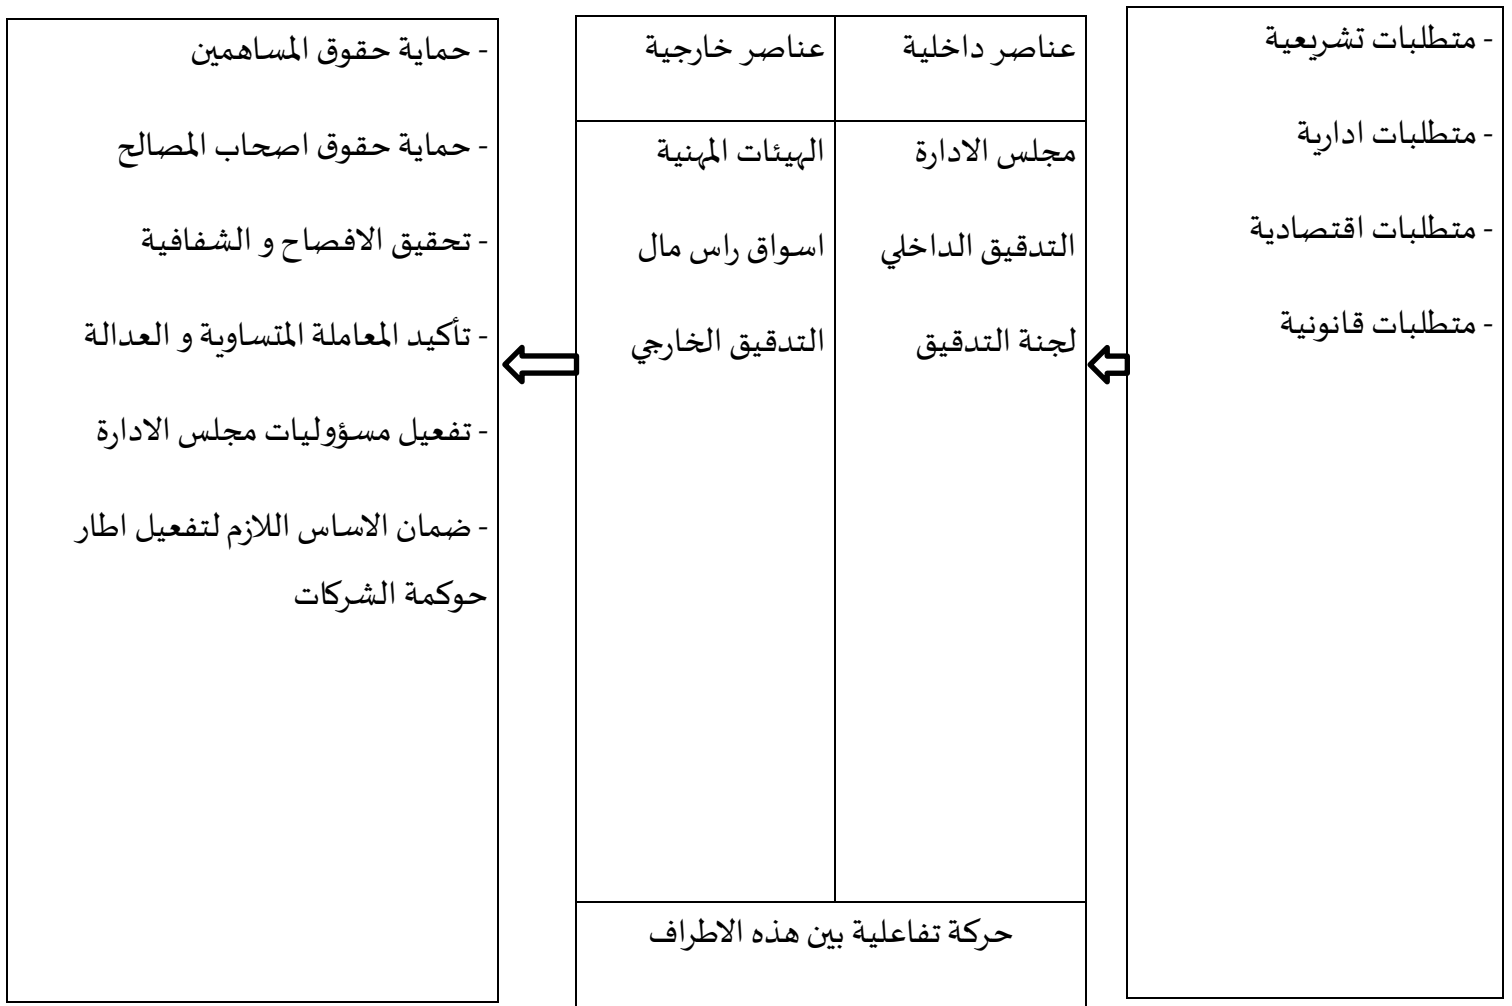 - متطلبات تشريعية
- متطلبات ادارية
- متطلبات اقتصادية
- متطلبات قانونية
عناصر داخلية
عناصر خارجية
مجلس الادارة
التدقيق الداخلي
لجنة التدقيق
الهيئات المهنية
اسواق راس مال
التدقيق الخارجي
حركة تفاعلية بين هذه الاطراف
- حماية حقوق المساهمين
- حماية حقوق اصحاب المصالح
- تحقيق الافصاح و الشفافية
- تأكيد المعاملة المتساوية و العدالة
- تفعيل مسؤوليات مجلس الادارة
- ضمان الاساس اللازم لتفعيل اطار
حوكمة الشركات